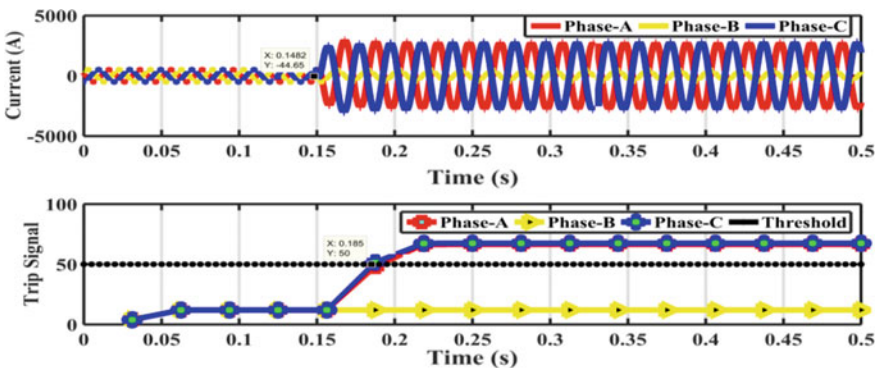 5000
0
-5000
Current (A)
Phase-A Phase-B Phase-C
X: 0.1482
Y: -44.65
0 0.05 0.1 0.15 0.2 0.25 0.3 0.35 0.4 0.45 0.5
Time (s)
100
50
0
Trip Signal
Phase-A Phase-B Phase-C Threshold
X: 0.185
Y: 50
0 0.05 0.1 0.15 0.2 0.25 0.3 0.35 0.4 0.45 0.5
Time (s)